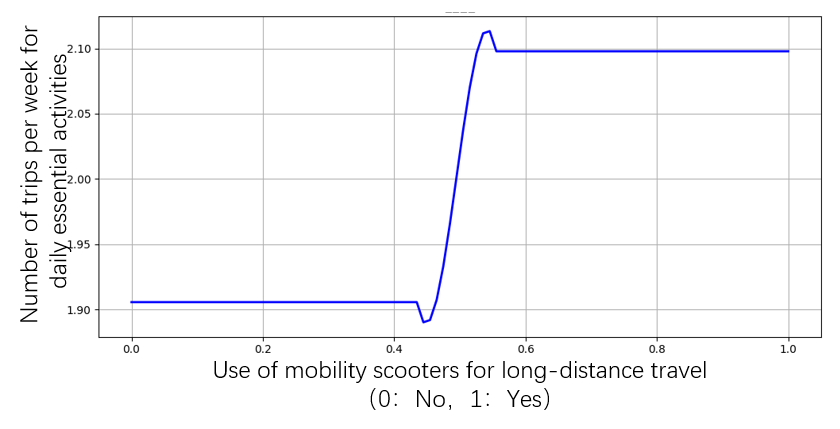 Number of trips per week for
daily essential activities
2.10
2.05
2.00
1.95
1.90
0.0 0.2 0.4 0.6 0.8 1.0
Use of mobility scooters for long-distance travel
(0: No, 1: Yes)